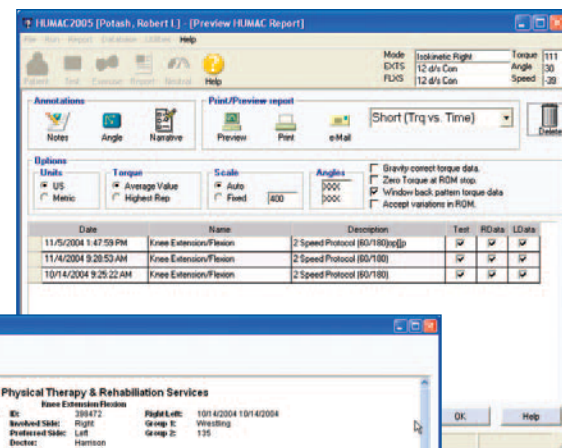 HUMAC2005 [Potash, Robert I.] - [Preview HUMAC Report]
File Run Report Database Utilities Help
Patient Test Exercise Report Neutral Help
Mode Isokinetic Right Torque 111
EXTS 12 d/s Con Angle 30
FLXS 12 d/s Con Speed -39
Annotations Print/Preview report
Short (Trq vs. Time)
Notes Angle Narrative Preview Print e-Mail Delete
Options
Units Torque Scale Angles
US Average Value Auto XXX
Metric Highest Rep Fixed 400 XXX
Gravity correct torque data.
Zero Torque at ROM stop.
Window back pattern torque data
Accept variations in ROM.
Date Name Description Test RData LData
11/5/2004 1:47:59 PM Knee Extension/Flexion 2 Speed Protocol (60/180)op[]p
11/4/2004 9:28:53 AM Knee Extension/Flexion 2 Speed Protocol (60/180)
10/14/2004 9:25:22 AM Knee Extension/Flexion 2 Speed Protocol (60/180)
OK Help
Physical Therapy & Rehabiliation Services
Knee Extension/Flexion
ID: 398472 Right/Left: 10/14/2004 10/14/2004
Involved Side: Right Group 1: Wrestling
Preferred Side: Left Group 2: 135
Doctor: Harrison